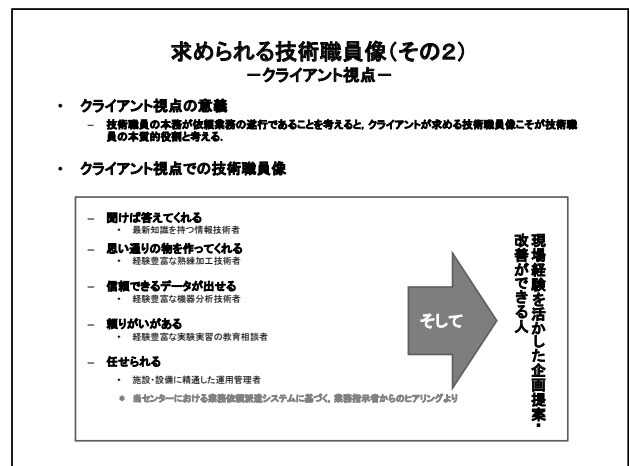 求められる技術職員像（その２）
－クライアント視点－
・ クライアント視点の意義
－ 技術職員の本務が依頼業務の遂行であることを考えると，クライアントが求める技術職員像こそが技術職
員の本質的役割と考える．
・ クライアント視点での技術職員像
－ 聞けば答えてくれる
・ 最新知識を持つ情報技術者
－ 思い通りの物を作ってくれる
・ 経験豊富な熟練加工技術者
－ 信頼できるデータが出せる
・ 経験豊富な機器分析技術者
－ 頼りがいがある
・ 経験豊富な実験実習の教育相談者
－ 任せられる
・ 施設・設備に精通した運用管理者
＊ 当センターにおける業務依頼派遣システムに基づく，業務指示者からのヒアリングより
そして
現場経験を活かした企画提案・
改善ができる人